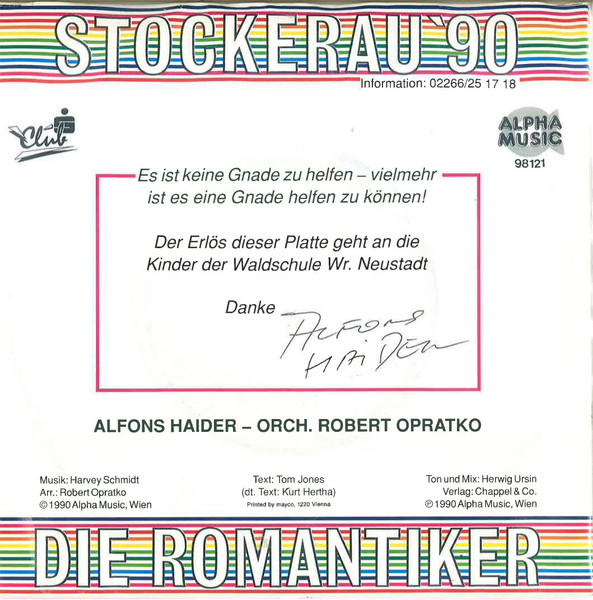 STOCKERAU '90
Information: 02266/25 17 18
Club
ALPHA
MUSIC
98121
Es ist keine Gnade zu helfen – vielmehr
ist es eine Gnade helfen zu können!
Der Erlös dieser Platte geht an die
Kinder der Waldschule Wr. Neustadt
Danke
ALFONS
HAIDER
ALFONS HAIDER – ORCH. ROBERT OPRATKO
Musik: Harvey Schmidt
Arr.: Robert Opratko
© 1990 Alpha Music, Wien
Text: Tom Jones
(dt. Text: Kurt Hertha)
Printed by mayco, 1220 Vienna
Ton und Mix: Herwig Ursin
Verlag: Chappel & Co.
℗ 1990 Alpha Music, Wien
DIE ROMANTIKER